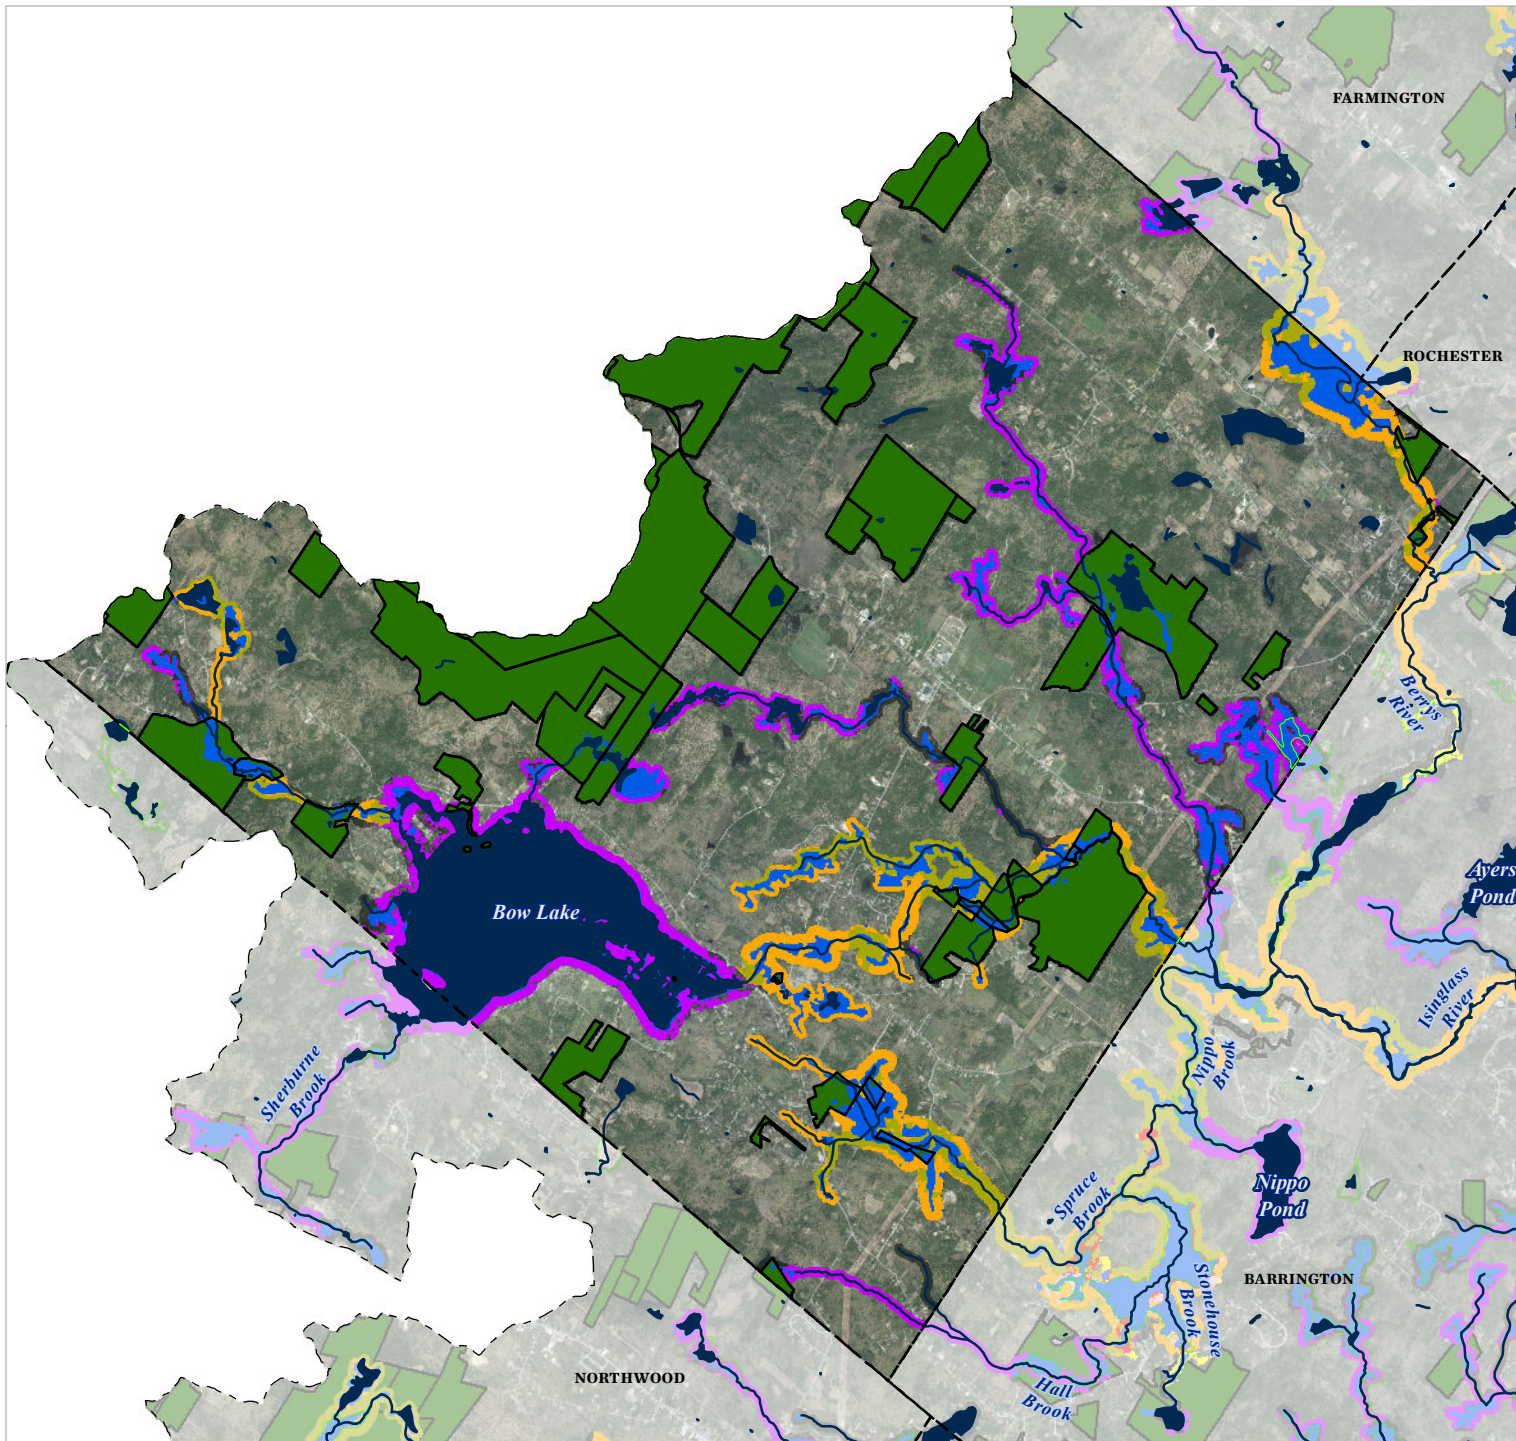 FARMINGTON
ROCHESTER
Berrys
River
Ayers
Pond
Bow Lake
Isinglass
River
Nippo
Brook
Sherburne
Brook
Nippo
Pond
Spruce
Brook
BARRINGTON
Stonehouse
Brook
NORTHWOOD
Hall
Brook